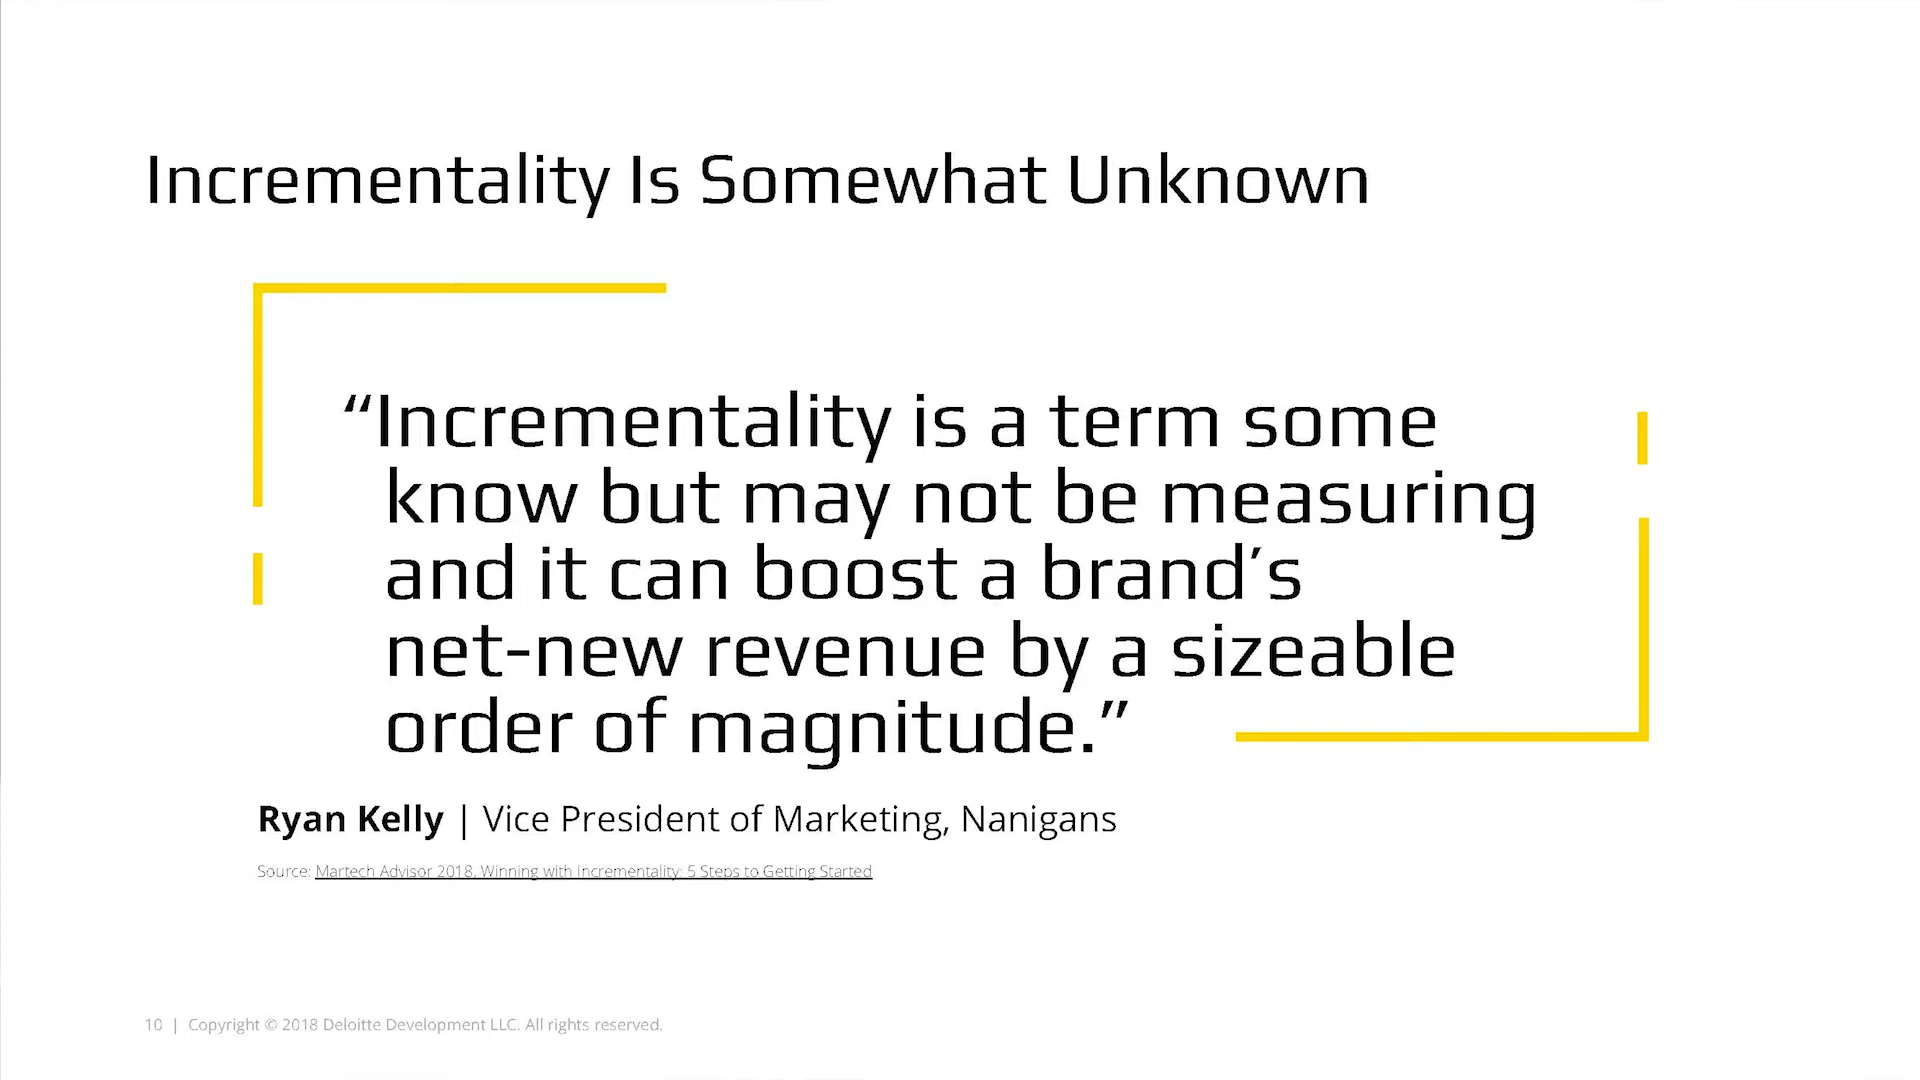 Incrementality Is Somewhat Unknown
“Incrementality is a term some
know but may not be measuring
and it can boost a brand’s
net-new revenue by a sizeable
order of magnitude.”
Ryan Kelly | Vice President of Marketing, Nanigans
Source: Martech Advisor 2018, Winning with Incrementality: 5 Steps to Getting Started
10 | Copyright © 2018 Deloitte Development LLC. All rights reserved.